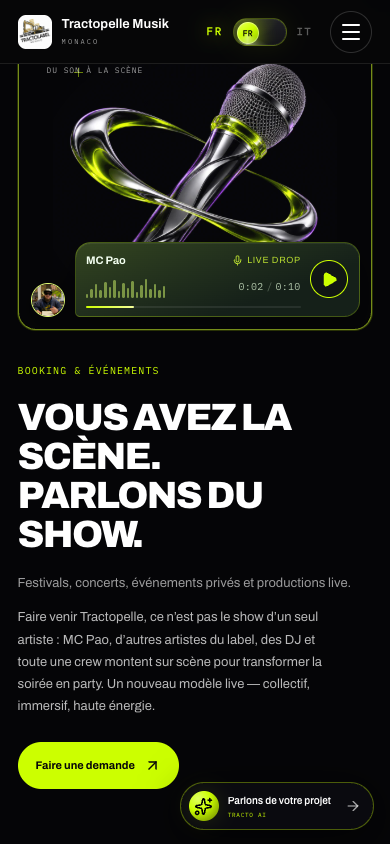 Tractopelle Musik
MONACO
FR
FR
IT
DU SON À LA SCÈNE
MC Pao
LIVE DROP
0:02 / 0:10
BOOKING & ÉVÉNEMENTS
VOUS AVEZ LA
SCÈNE.
PARLONS DU
SHOW.
Festivals, concerts, événements privés et productions live.
Faire venir Tractopelle, ce n’est pas le show d’un seul
artiste : MC Pao, d’autres artistes du label, des DJ et
toute une crew montent sur scène pour transformer la
soirée en party. Un nouveau modèle live — collectif,
immersif, haute énergie.
Faire une demande
Parlons de votre projet
TRACTO AI